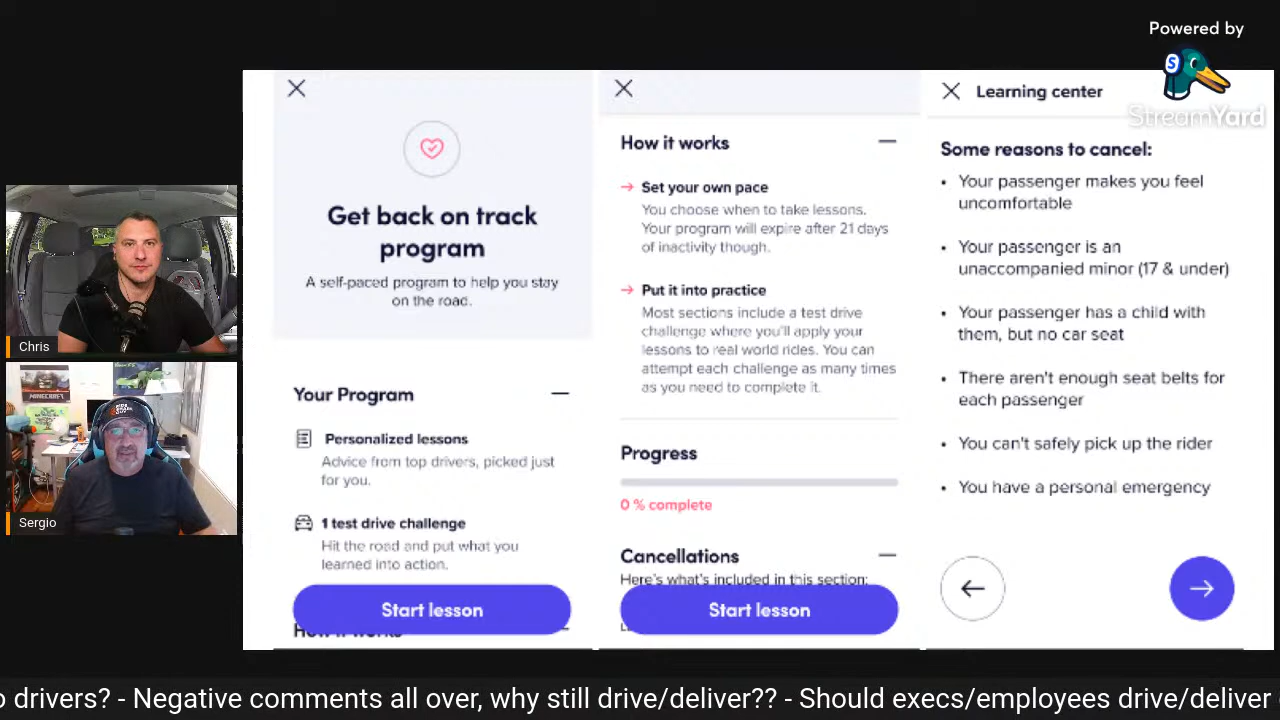 Powered by
StreamYard
Chris
Sergio
Get back on track
program
A self-paced program to help you stay
on the road.
Your Program
Personalized lessons
Advice from top drivers, picked just
for you.
1 test drive challenge
Hit the road and put what you
learned into action.
Start lesson
How it works
How it works
Set your own pace
You choose when to take lessons.
Your program will expire after 21 days
of inactivity though.
Put it into practice
Most sections include a test drive
challenge where you'll apply your
lessons to real world rides. You can
attempt each challenge as many times
as you need to complete it.
Progress
0 % complete
Cancellations
Here's what's included in this section:
Start lesson
Learning center
Some reasons to cancel:
• Your passenger makes you feel
uncomfortable
• Your passenger is an
unaccompanied minor (17 & under)
• Your passenger has a child with
them, but no car seat
• There aren't enough seat belts for
each passenger
• You can't safely pick up the rider
• You have a personal emergency
drivers? - Negative comments all over, why still drive/deliver?? - Should execs/employees drive/deliver